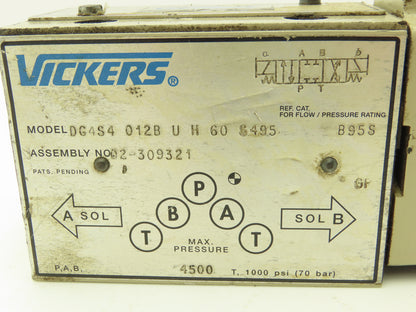 a A B b
P T
VICKERS®
REF. CAT.
FOR FLOW / PRESSURE RATING
MODEL DG4S4 012B U H 60 S495 B95S
ASSEMBLY NO. 02-309321
PATS. PENDING
P
A SOL B A SOL B
T T
MAX.
PRESSURE
P.A.B. 4500 T. 1000 psi (70 bar)